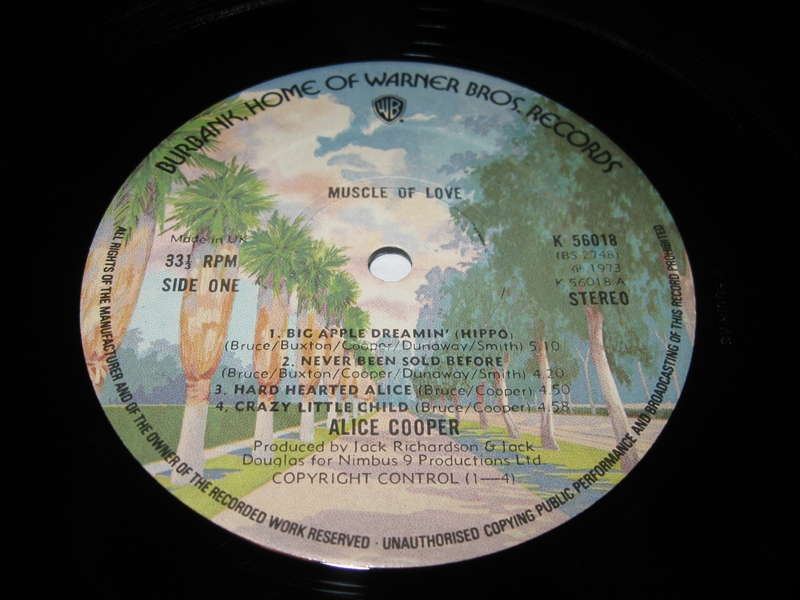 BURBANK, HOME OF WARNER BROS. RECORDS
WB
MUSCLE OF LOVE
Made in UK
33⅓ RPM
SIDE ONE
K 56018
(BS 2748)
℗ 1973
K 56018 A
STEREO
1. BIG APPLE DREAMIN' (HIPPO)
(Bruce/Buxton/Cooper/Dunaway/Smith) 5.10
2. NEVER BEEN SOLD BEFORE
(Bruce/Buxton/Cooper/Dunaway/Smith) 4.20
3. HARD HEARTED ALICE (Bruce/Cooper) 4.50
4. CRAZY LITTLE CHILD (Bruce/Cooper) 4.58
ALICE COOPER
Produced by Jack Richardson & Jack
Douglas for Nimbus 9 Productions Ltd.
COPYRIGHT CONTROL (1—4)
ALL RIGHTS OF THE MANUFACTURER AND OF THE OWNER OF THE RECORDED WORK RESERVED · UNAUTHORISED COPYING PUBLIC PERFORMANCE AND BROADCASTING OF THIS RECORD PROHIBITED